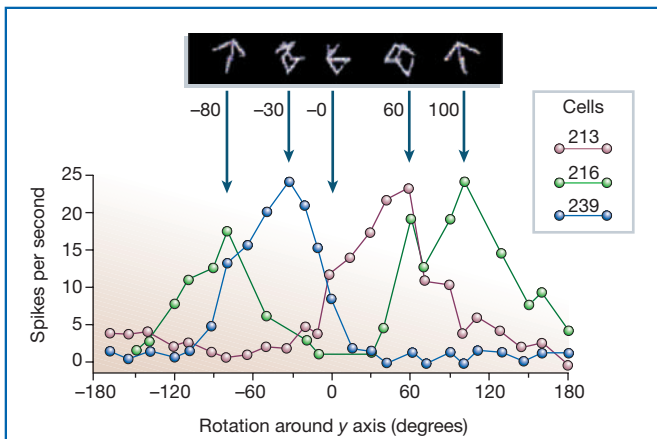 −80 −30 −0 60 100
Cells
213
216
239
Spikes per second
25
20
15
10
5
0
−180 −120 −60 0 60 120 180
Rotation around y axis (degrees)